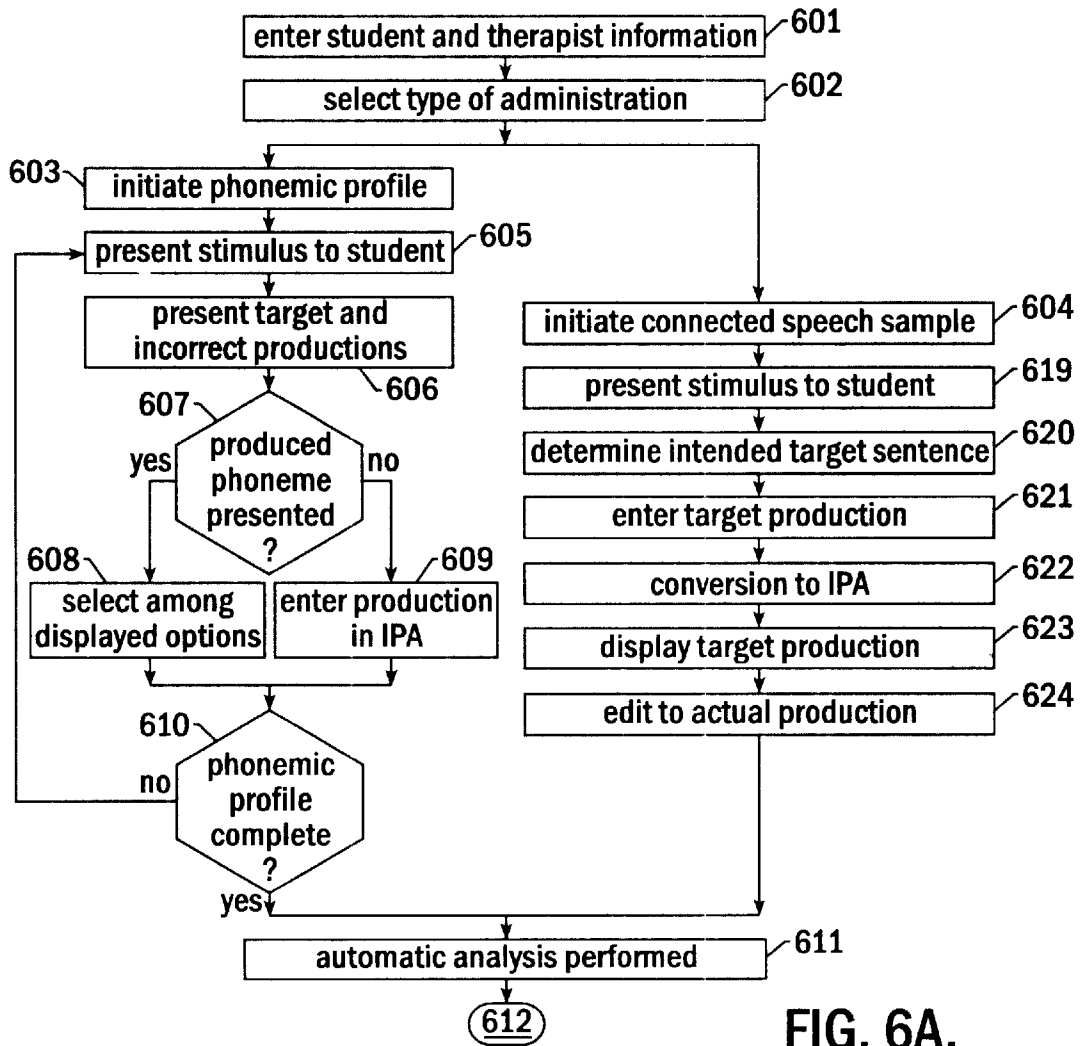 enter student and therapist information
601
select type of administration
602
603
initiate phonemic profile
present stimulus to student
605
present target and
incorrect productions
606
607
yes
produced
phoneme
presented
?
no
608
select among
displayed options
609
enter production
in IPA
610
no
phonemic
profile
complete
?
yes
initiate connected speech sample
604
present stimulus to student
619
determine intended target sentence
620
enter target production
621
conversion to IPA
622
display target production
623
edit to actual production
624
automatic analysis performed
611
612
FIG. 6A.